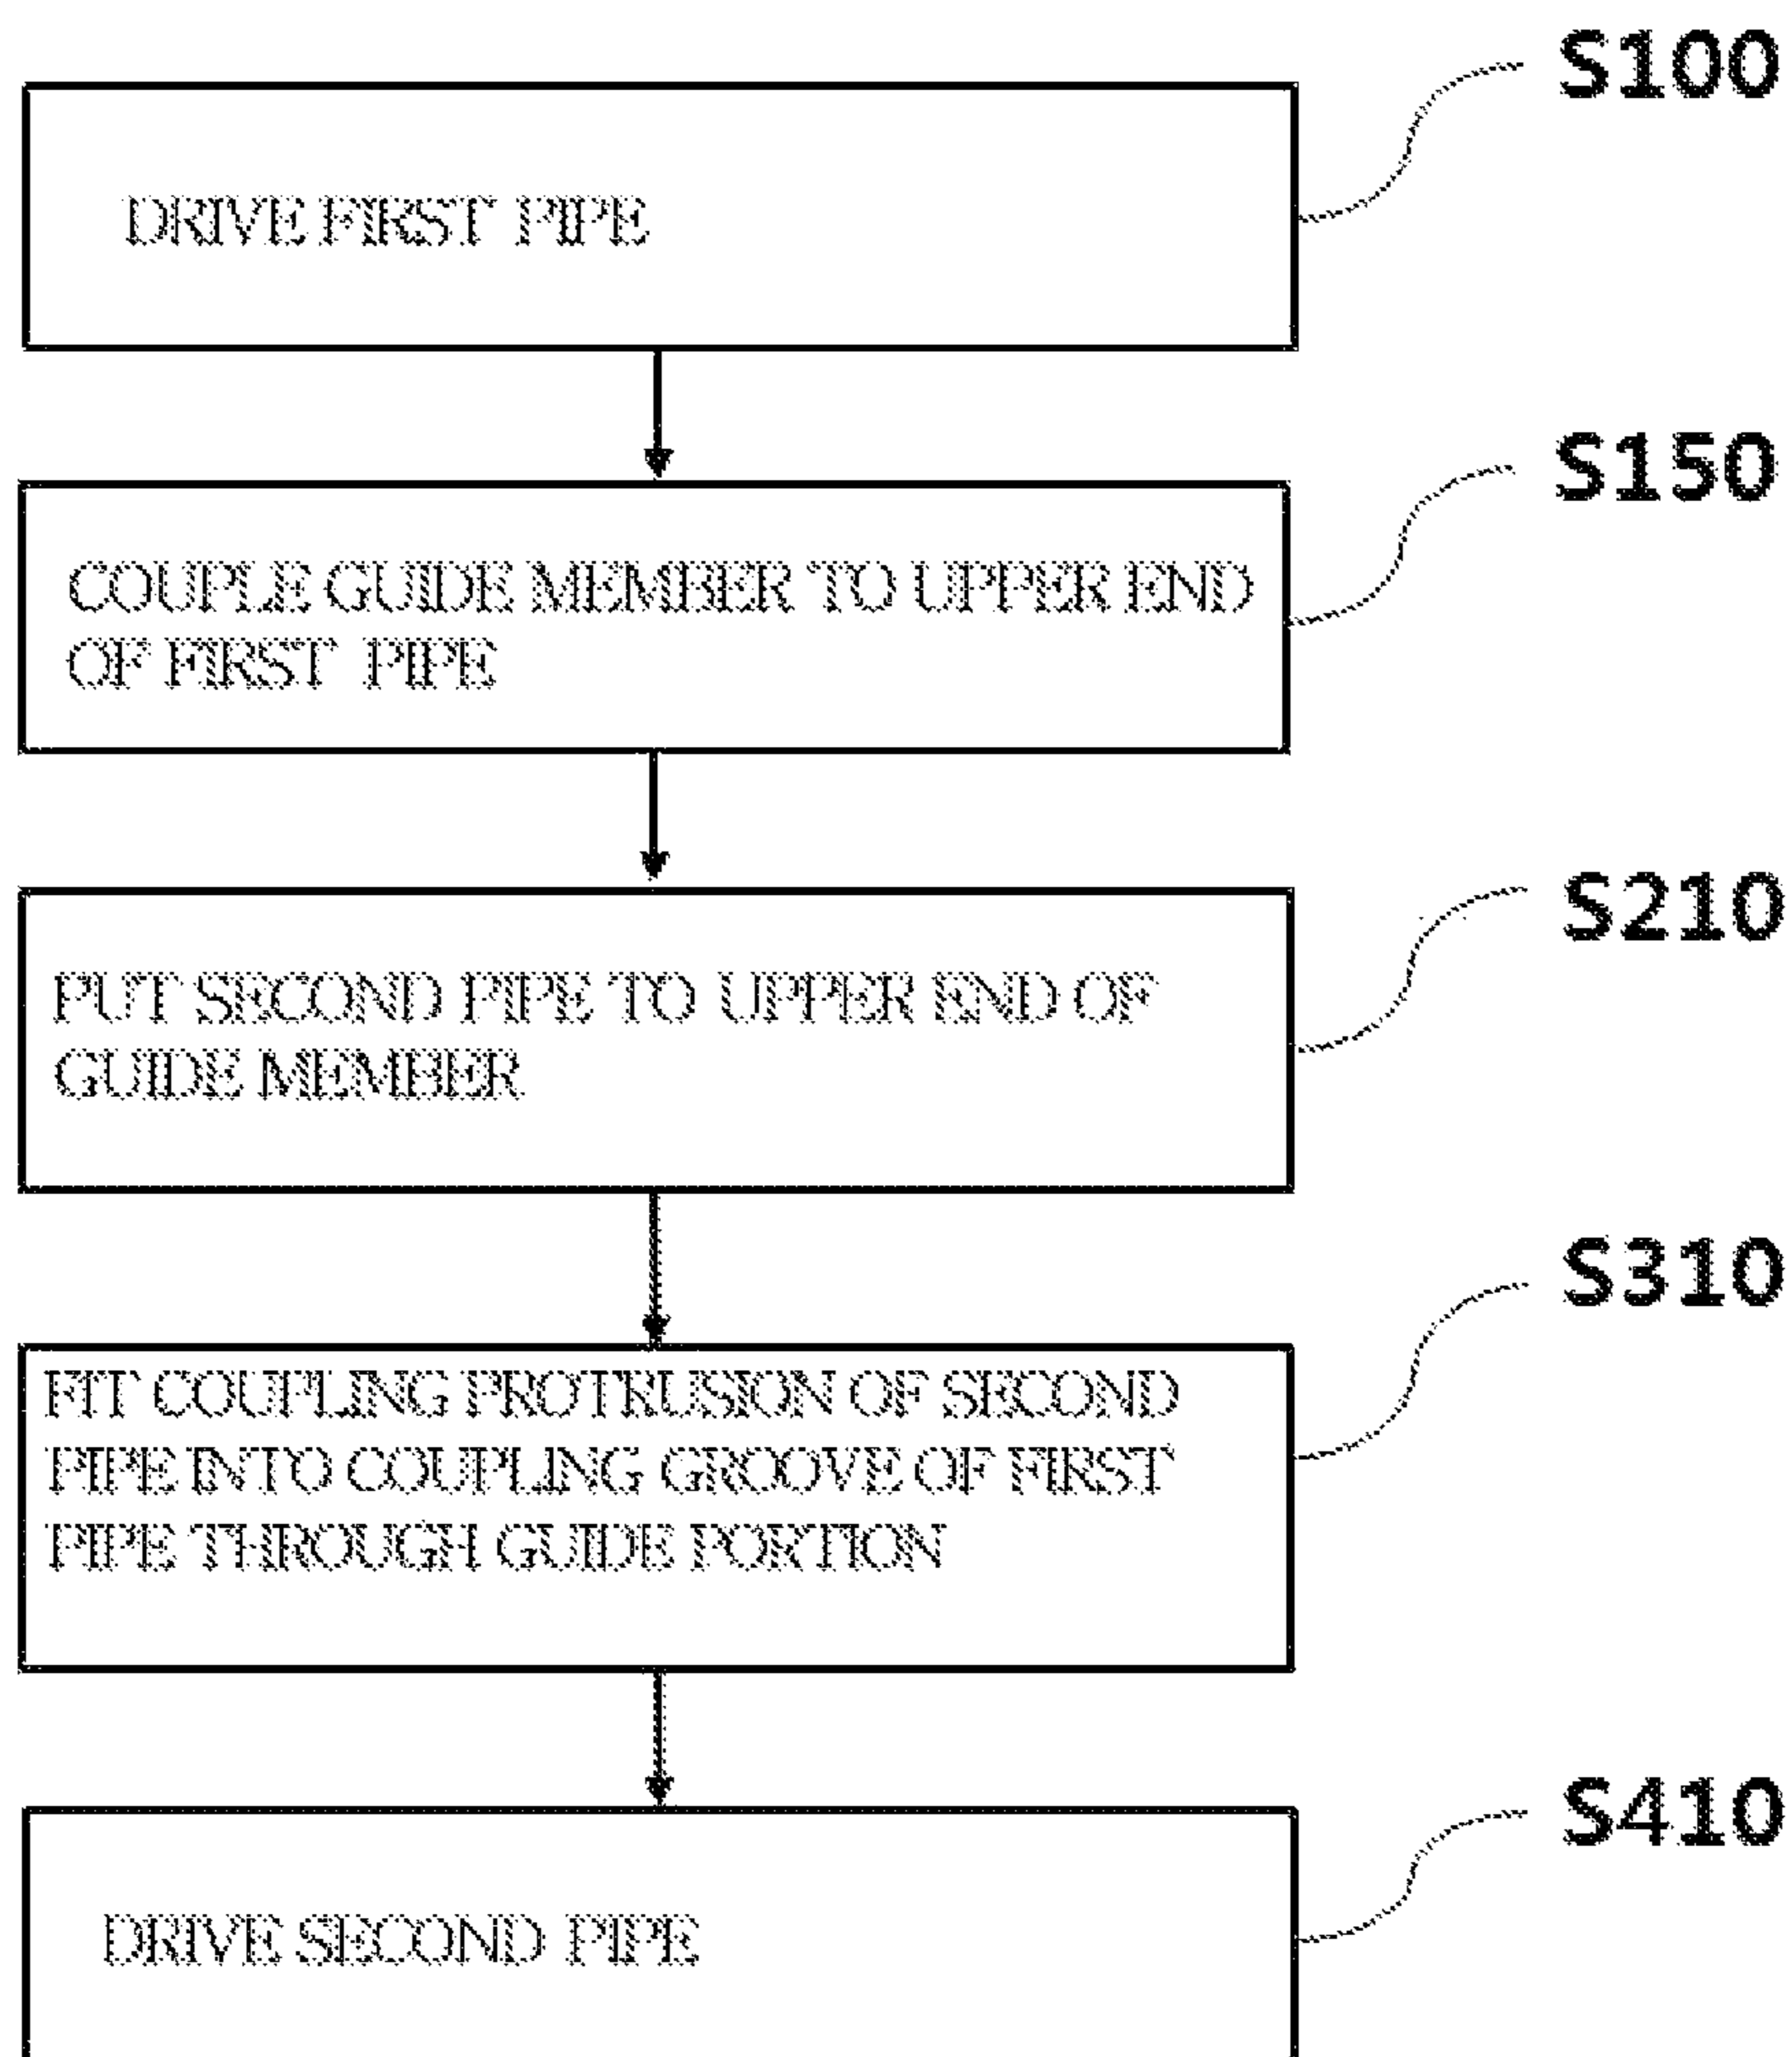 S100
DRIVE FIRST PIPE
S150
COUPLE GUIDE MEMBER TO UPPER END
OF FIRST PIPE
S210
PUT SECOND PIPE TO UPPER END OF
GUIDE MEMBER
S310
FIT COUPLING PROTRUSION OF SECOND
PIPE INTO COUPLING GROOVE OF FIRST
PIPE THROUGH GUIDE PORTION
S410
DRIVE SECOND PIPE